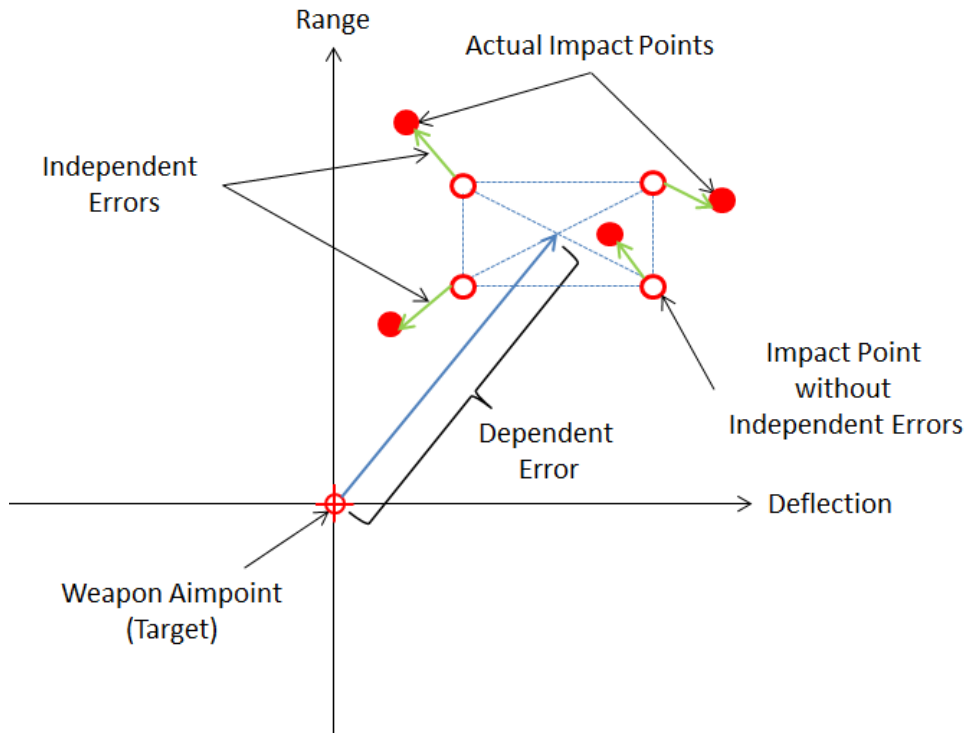 Range
Actual Impact Points
Independent
Errors
Impact Point
without
Independent Errors
Dependent
Error
Deflection
Weapon Aimpoint
(Target)